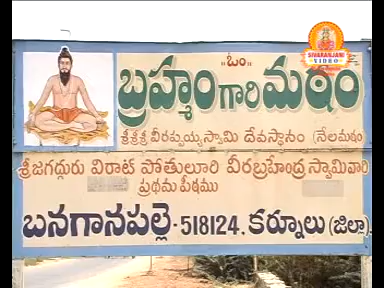 SIVARANJANI
VIDEO
"ఓం"
బ్రహ్మంగారి మఠం
శ్రీశ్రీశ్రీ వీరప్పయ్యస్వామి దేవస్థానం (నేలమఠం)
శ్రీజగద్గురు విరాట్ పోతులూరి వీరబ్రహేంద్ర స్వామివారి
ప్రథమ పీఠము
బనగానపల్లె-518124. కర్నూలు (జిల్లా).